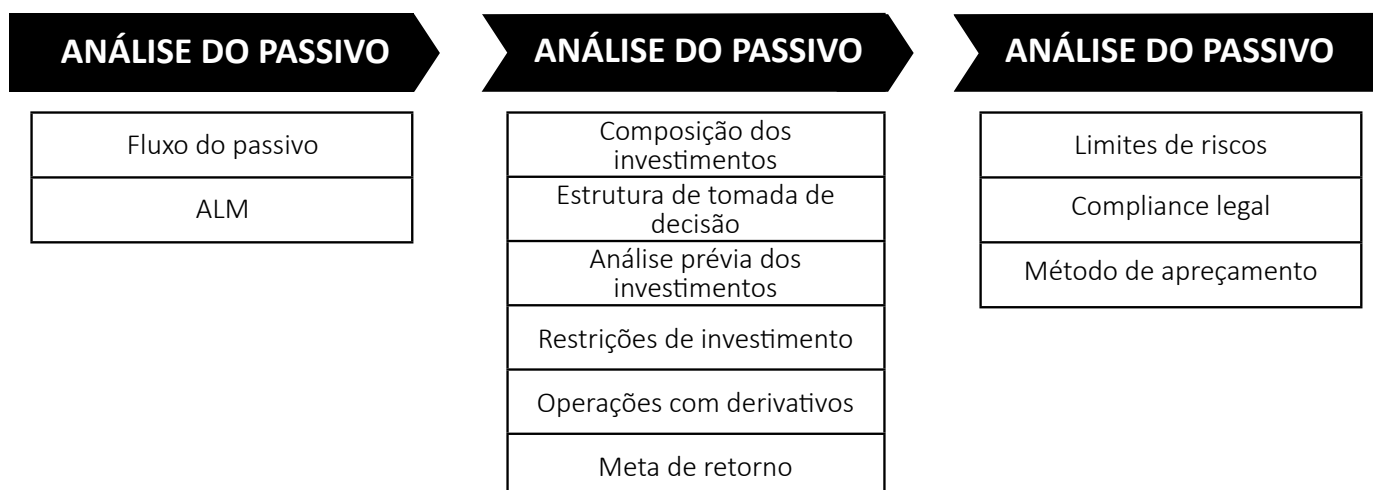 ANÁLISE DO PASSIVO
Fluxo do passivo
ALM
ANÁLISE DO PASSIVO
Composição dos
investimentos
Estrutura de tomada de
decisão
Análise prévia dos
investimentos
Restrições de investimento
Operações com derivativos
Meta de retorno
ANÁLISE DO PASSIVO
Limites de riscos
Compliance legal
Método de apreçamento